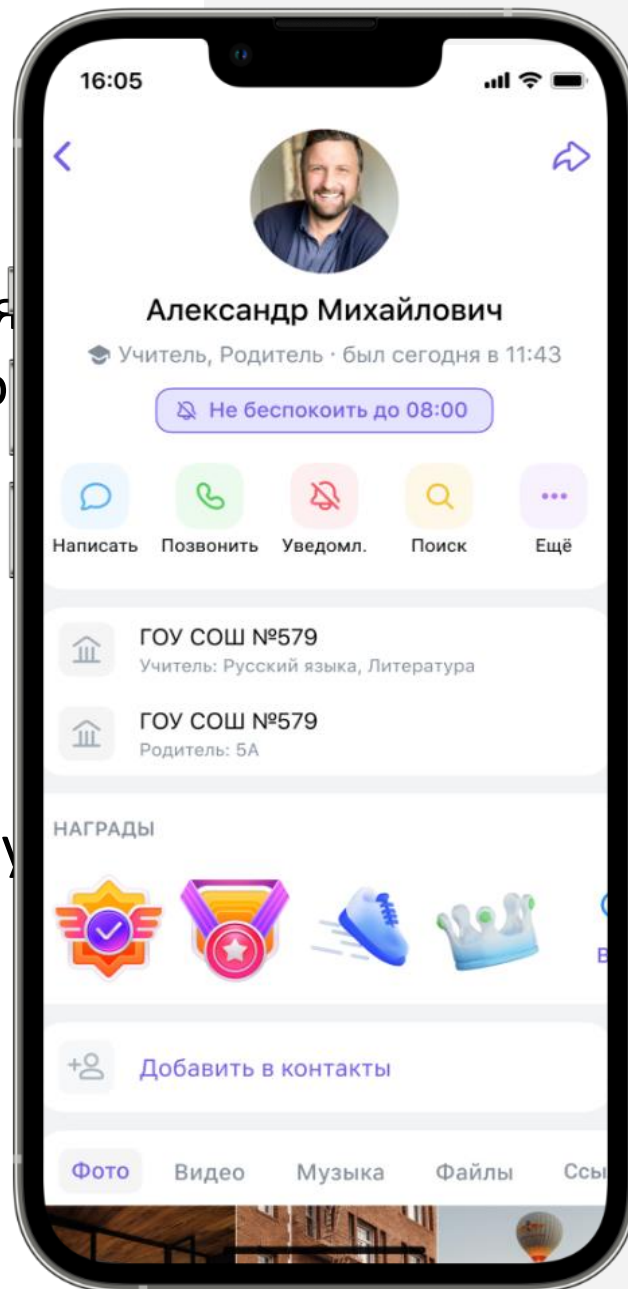 16:05
Александр Михайлович
Учитель, Родитель · был сегодня в 11:43
Не беспокоить до 08:00
Написать Позвонить Уведомл. Поиск Ещё
ГОУ СОШ №579
Учитель: Русский языка, Литература
ГОУ СОШ №579
Родитель: 5А
НАГРАДЫ
Добавить в контакты
Фото Видео Музыка Файлы Ссы